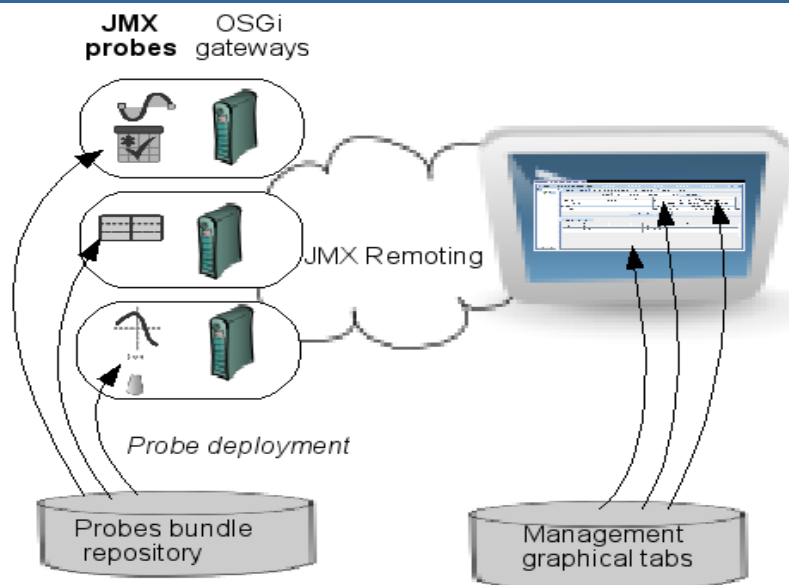 JMX
probes
OSGi
gateways
JMX Remoting
Probe deployment
Probes bundle
repository
Management
graphical tabs